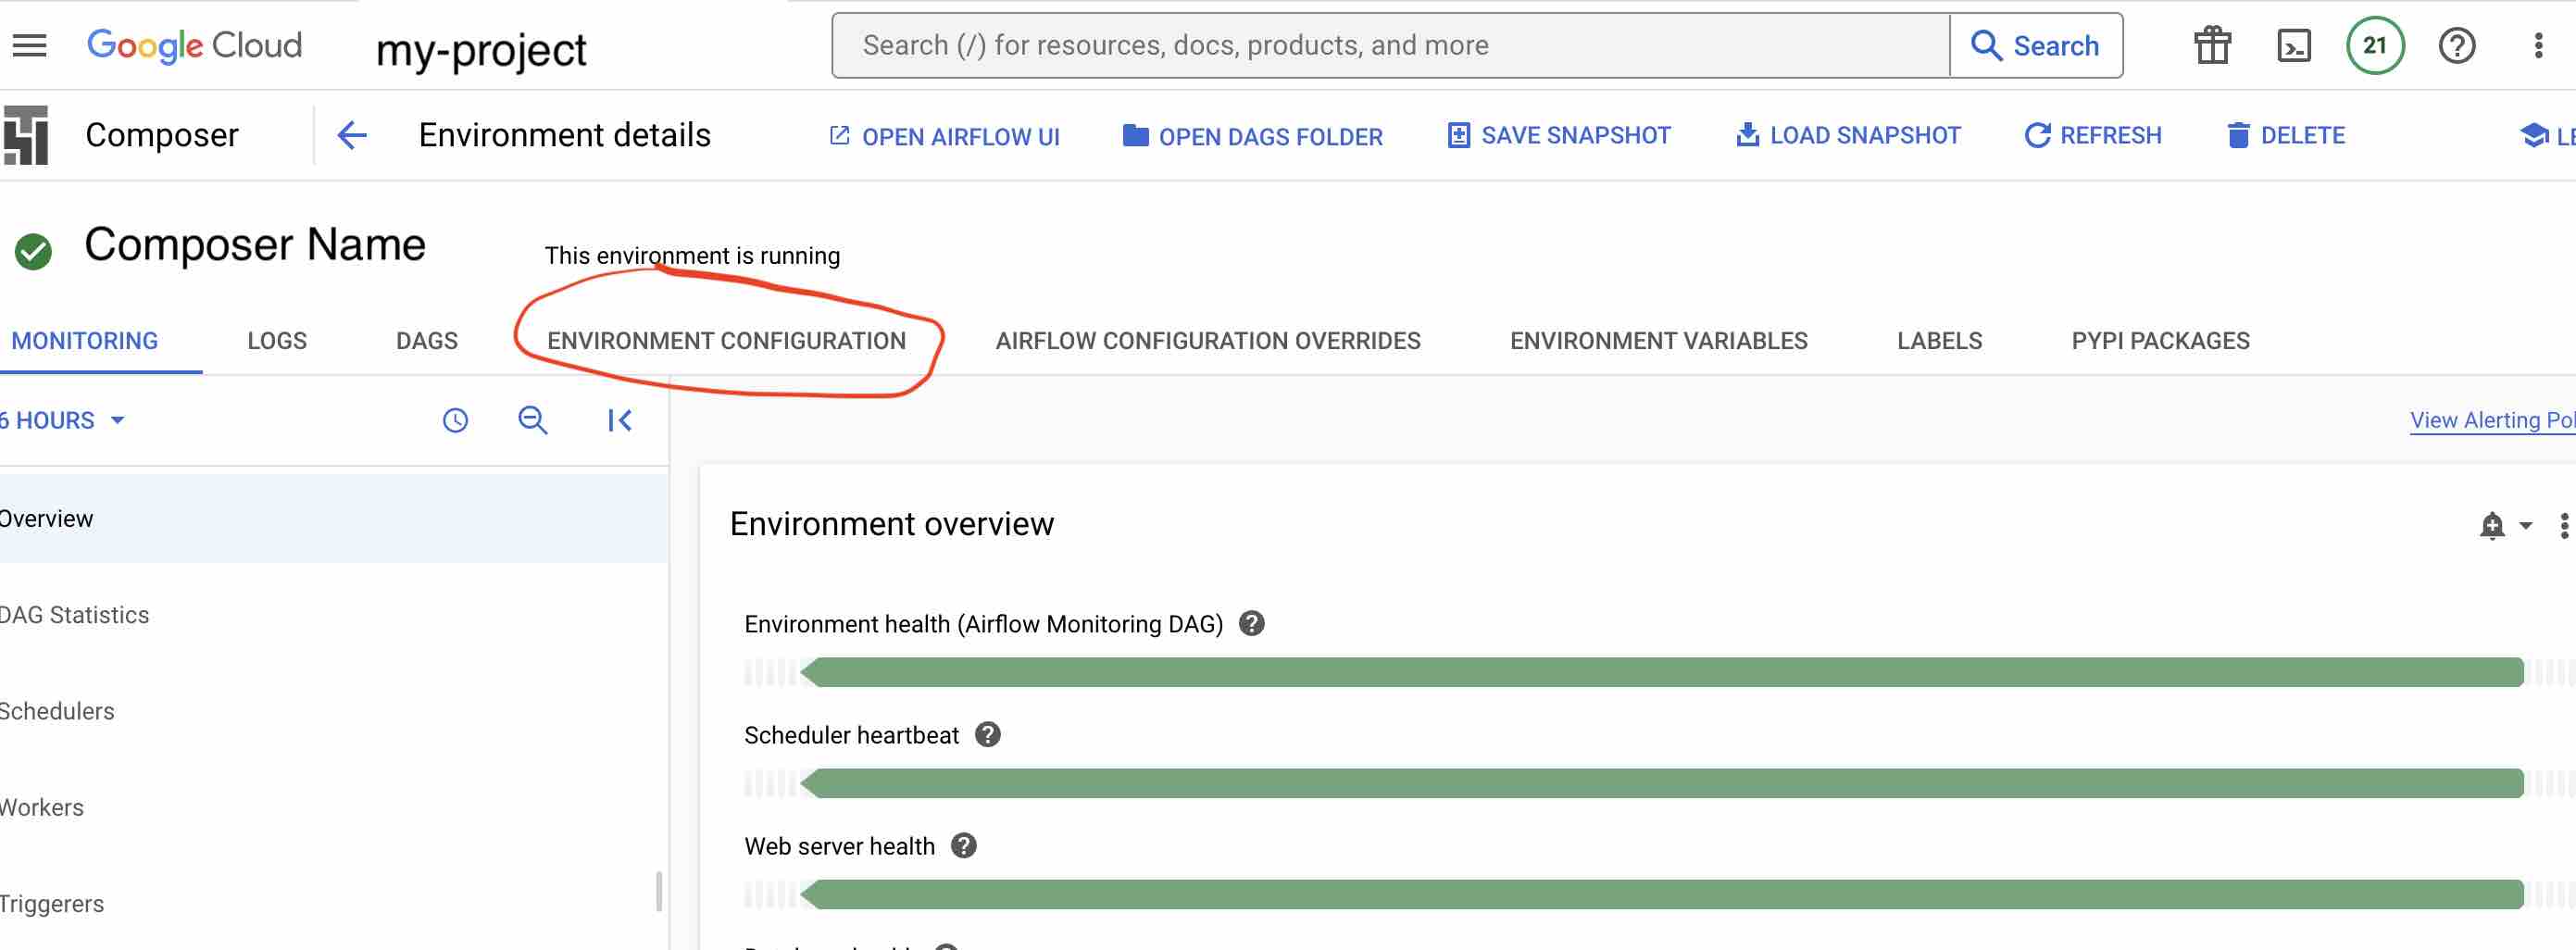 Google Cloud my-project Search (/) for resources, docs, products, and more Search 21
Composer Environment details OPEN AIRFLOW UI OPEN DAGS FOLDER SAVE SNAPSHOT LOAD SNAPSHOT REFRESH DELETE LE
Composer Name This environment is running
MONITORING LOGS DAGS ENVIRONMENT CONFIGURATION AIRFLOW CONFIGURATION OVERRIDES ENVIRONMENT VARIABLES LABELS PYPI PACKAGES
6 HOURS View Alerting Pol
Overview
Environment overview
DAG Statistics
Environment health (Airflow Monitoring DAG)
Schedulers
Scheduler heartbeat
Workers
Web server health
Triggerers